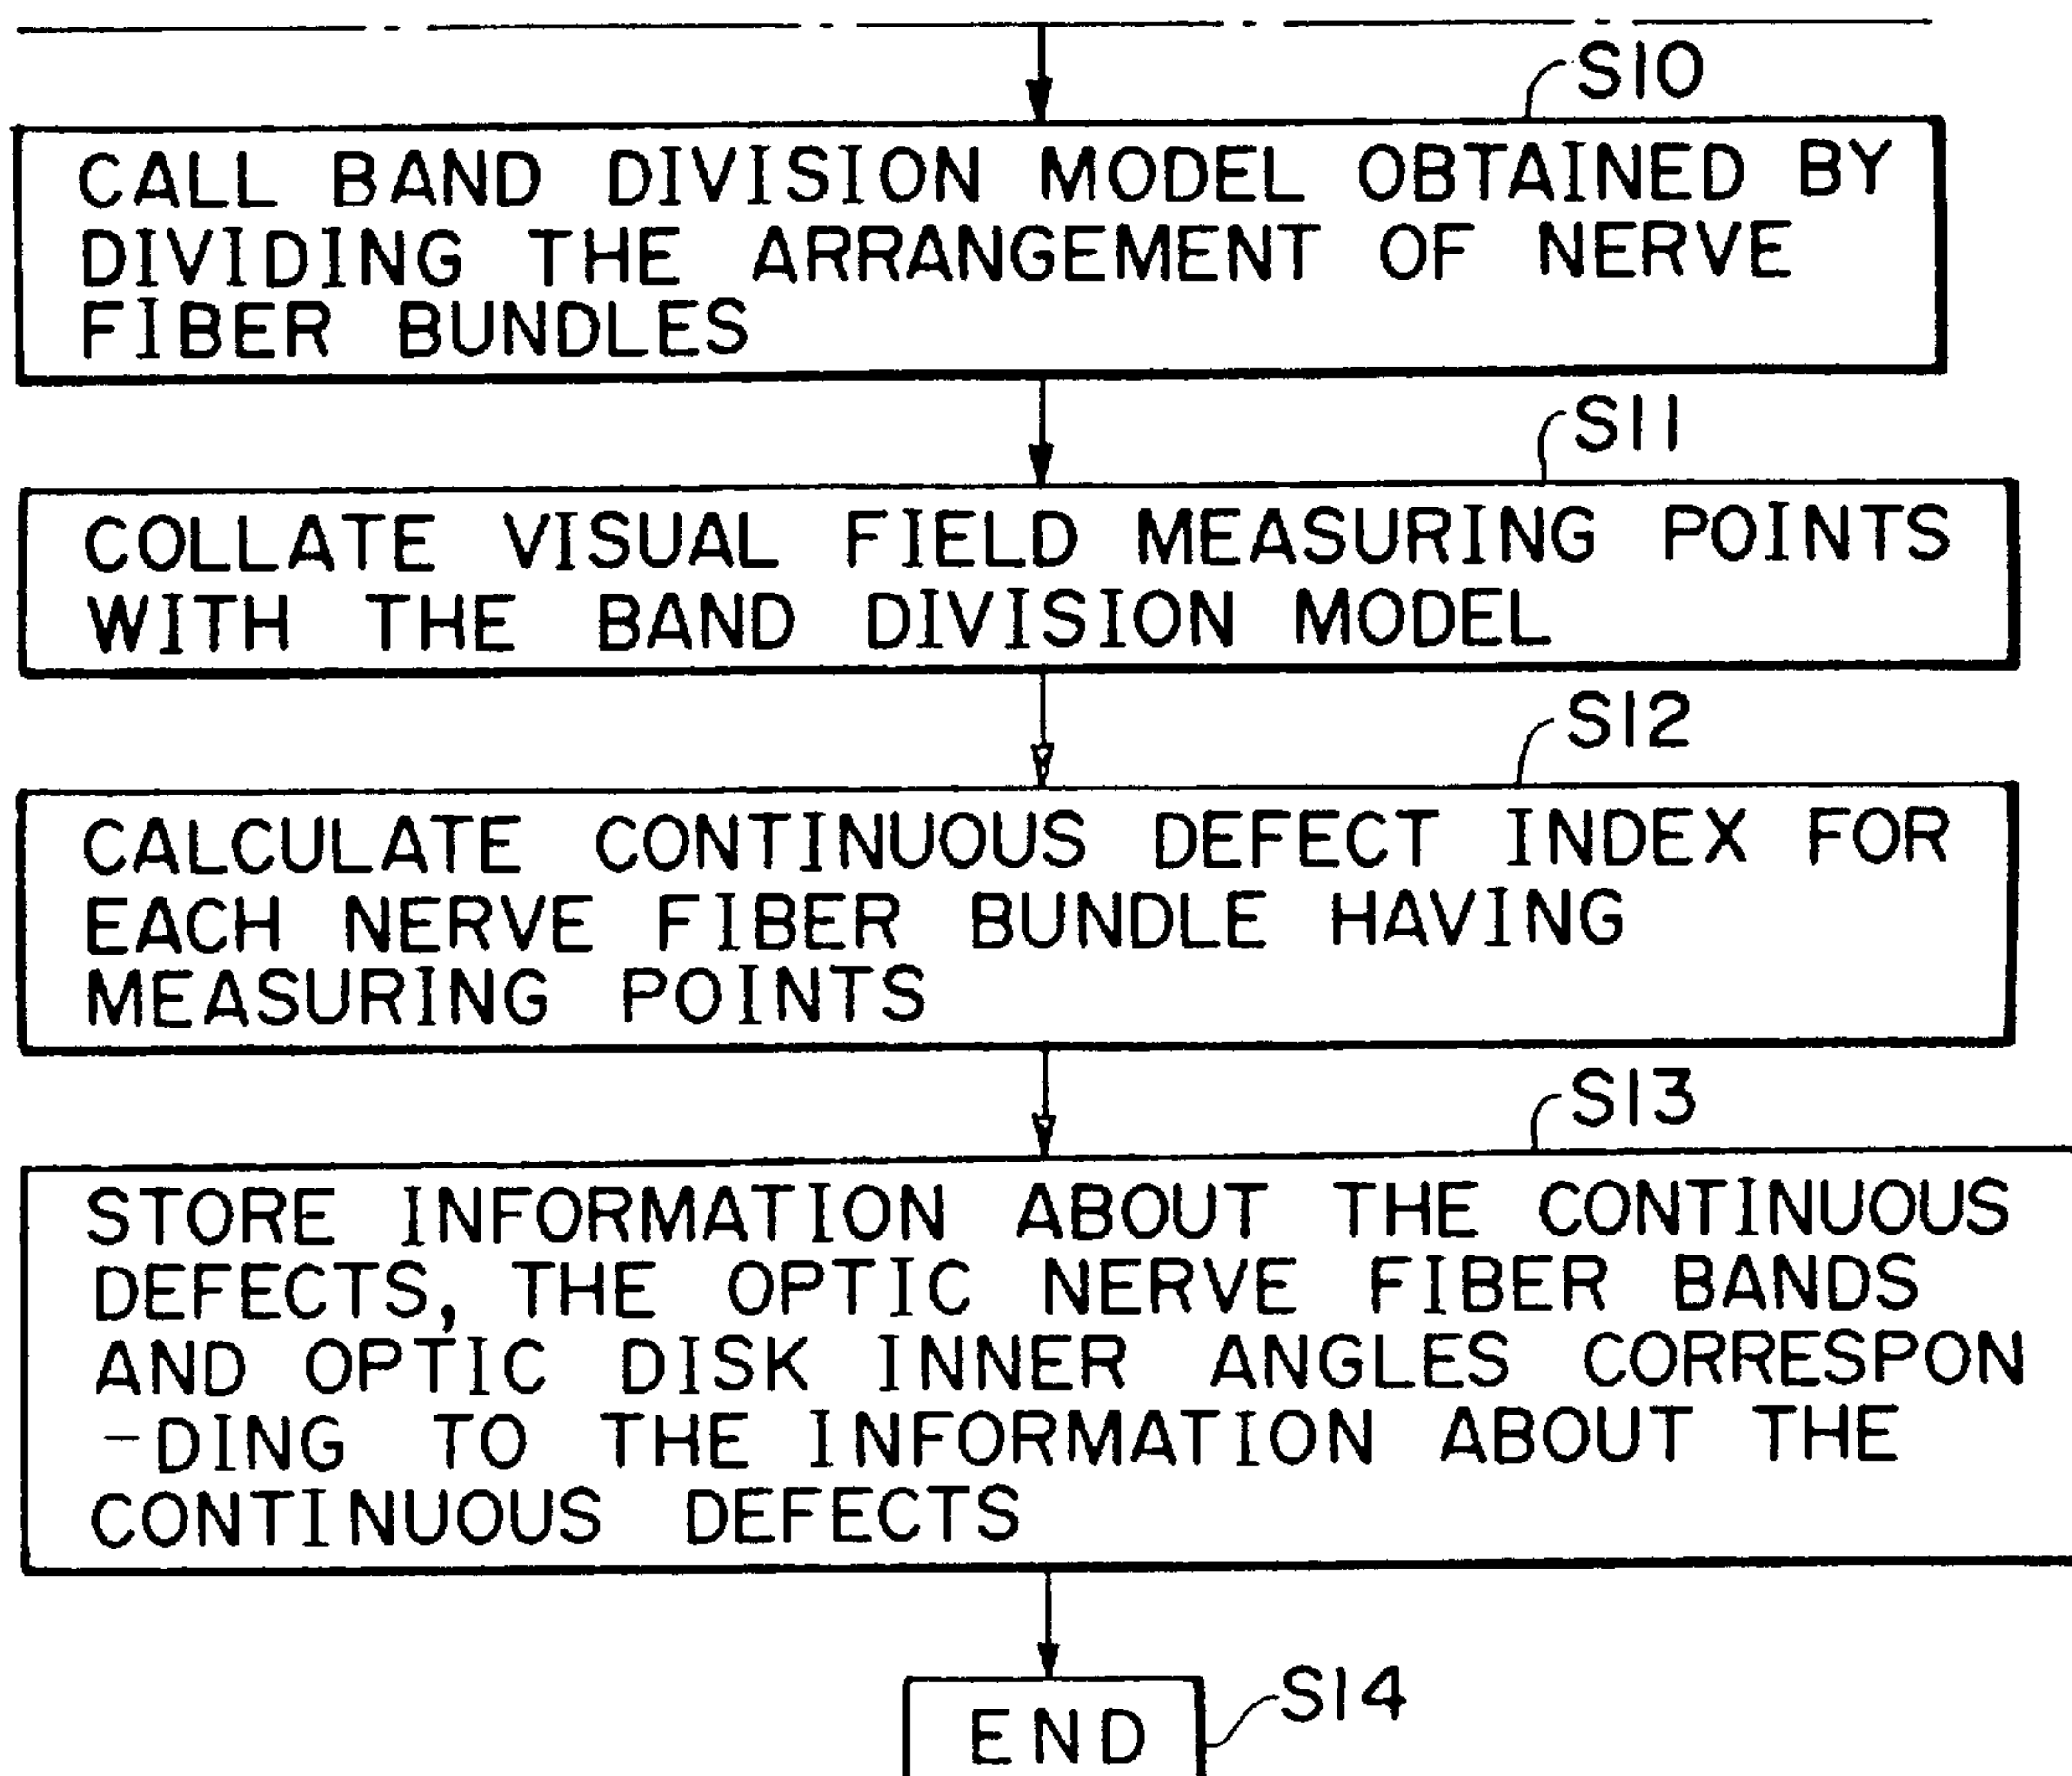 S10
CALL BAND DIVISION MODEL OBTAINED BY
DIVIDING THE ARRANGEMENT OF NERVE
FIBER BUNDLES
S11
COLLATE VISUAL FIELD MEASURING POINTS
WITH THE BAND DIVISION MODEL
S12
CALCULATE CONTINUOUS DEFECT INDEX FOR
EACH NERVE FIBER BUNDLE HAVING
MEASURING POINTS
S13
STORE INFORMATION ABOUT THE CONTINUOUS
DEFECTS, THE OPTIC NERVE FIBER BANDS
AND OPTIC DISK INNER ANGLES CORRESPON
-DING TO THE INFORMATION ABOUT THE
CONTINUOUS DEFECTS
END
S14